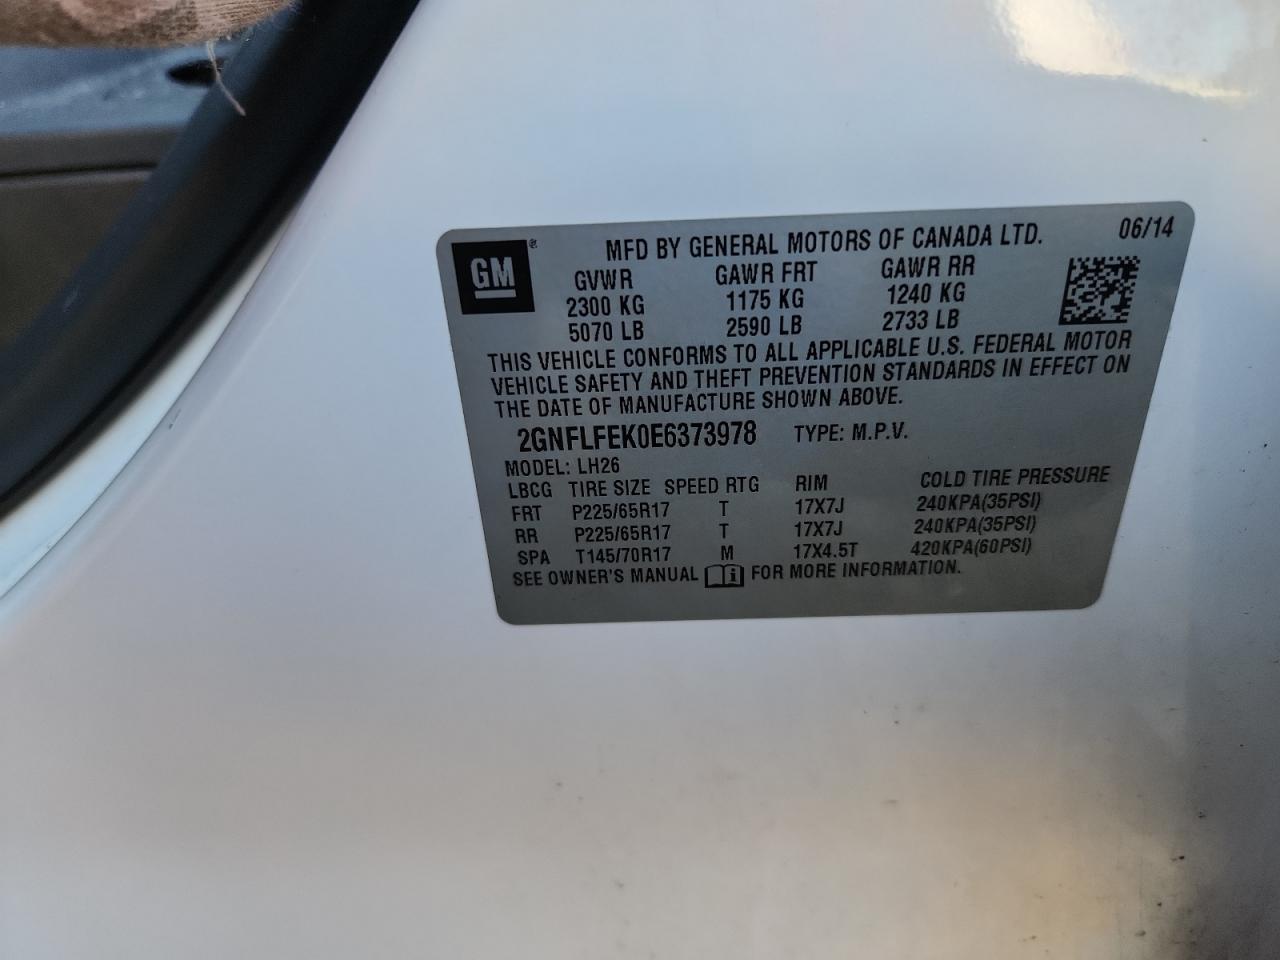 GM®
MFD BY GENERAL MOTORS OF CANADA LTD. 06/14
GVWR GAWR FRT GAWR RR
2300 KG 1175 KG 1240 KG
5070 LB 2590 LB 2733 LB
THIS VEHICLE CONFORMS TO ALL APPLICABLE U.S. FEDERAL MOTOR
VEHICLE SAFETY AND THEFT PREVENTION STANDARDS IN EFFECT ON
THE DATE OF MANUFACTURE SHOWN ABOVE.
2GNFLFEK0E6373978 TYPE: M.P.V.
MODEL: LH26
LBCG TIRE SIZE SPEED RTG RIM COLD TIRE PRESSURE
FRT P225/65R17 T 17X7J 240KPA(35PSI)
RR P225/65R17 T 17X7J 240KPA(35PSI)
SPA T145/70R17 M 17X4.5T 420KPA(60PSI)
SEE OWNER'S MANUAL i FOR MORE INFORMATION.